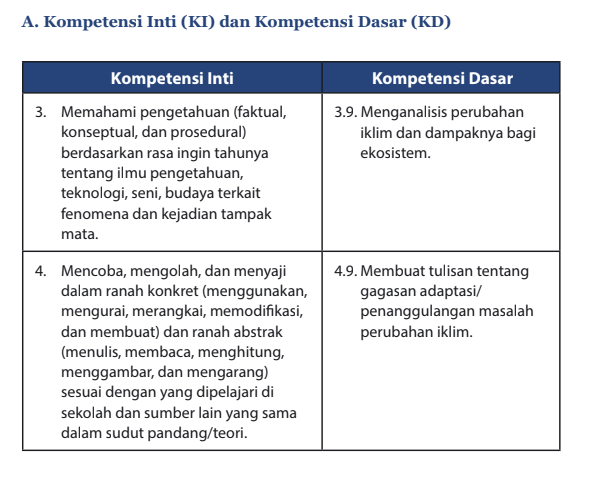 A. Kompetensi Inti (KI) dan Kompetensi Dasar (KD)
Kompetensi Inti
Kompetensi Dasar
3. Memahami pengetahuan (faktual,
konseptual, dan prosedural)
berdasarkan rasa ingin tahunya
tentang ilmu pengetahuan,
teknologi, seni, budaya terkait
fenomena dan kejadian tampak
mata.
3.9. Menganalisis perubahan
iklim dan dampaknya bagi
ekosistem.
4. Mencoba, mengolah, dan menyaji
dalam ranah konkret (menggunakan,
mengurai, merangkai, memodifikasi,
dan membuat) dan ranah abstrak
(menulis, membaca, menghitung,
menggambar, dan mengarang)
sesuai dengan yang dipelajari di
sekolah dan sumber lain yang sama
dalam sudut pandang/teori.
4.9. Membuat tulisan tentang
gagasan adaptasi/
penanggulangan masalah
perubahan iklim.